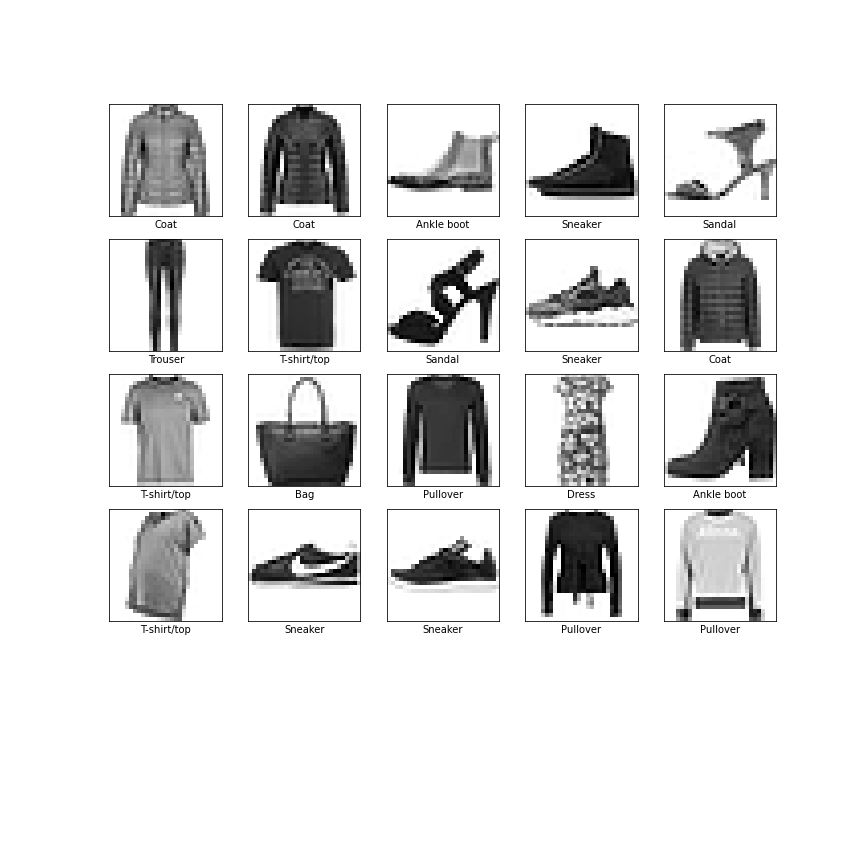 Coat Coat Ankle boot Sneaker Sandal
Trouser T-shirt/top Sandal Sneaker Coat
T-shirt/top Bag Pullover Dress Ankle boot
T-shirt/top Sneaker Sneaker Pullover Pullover